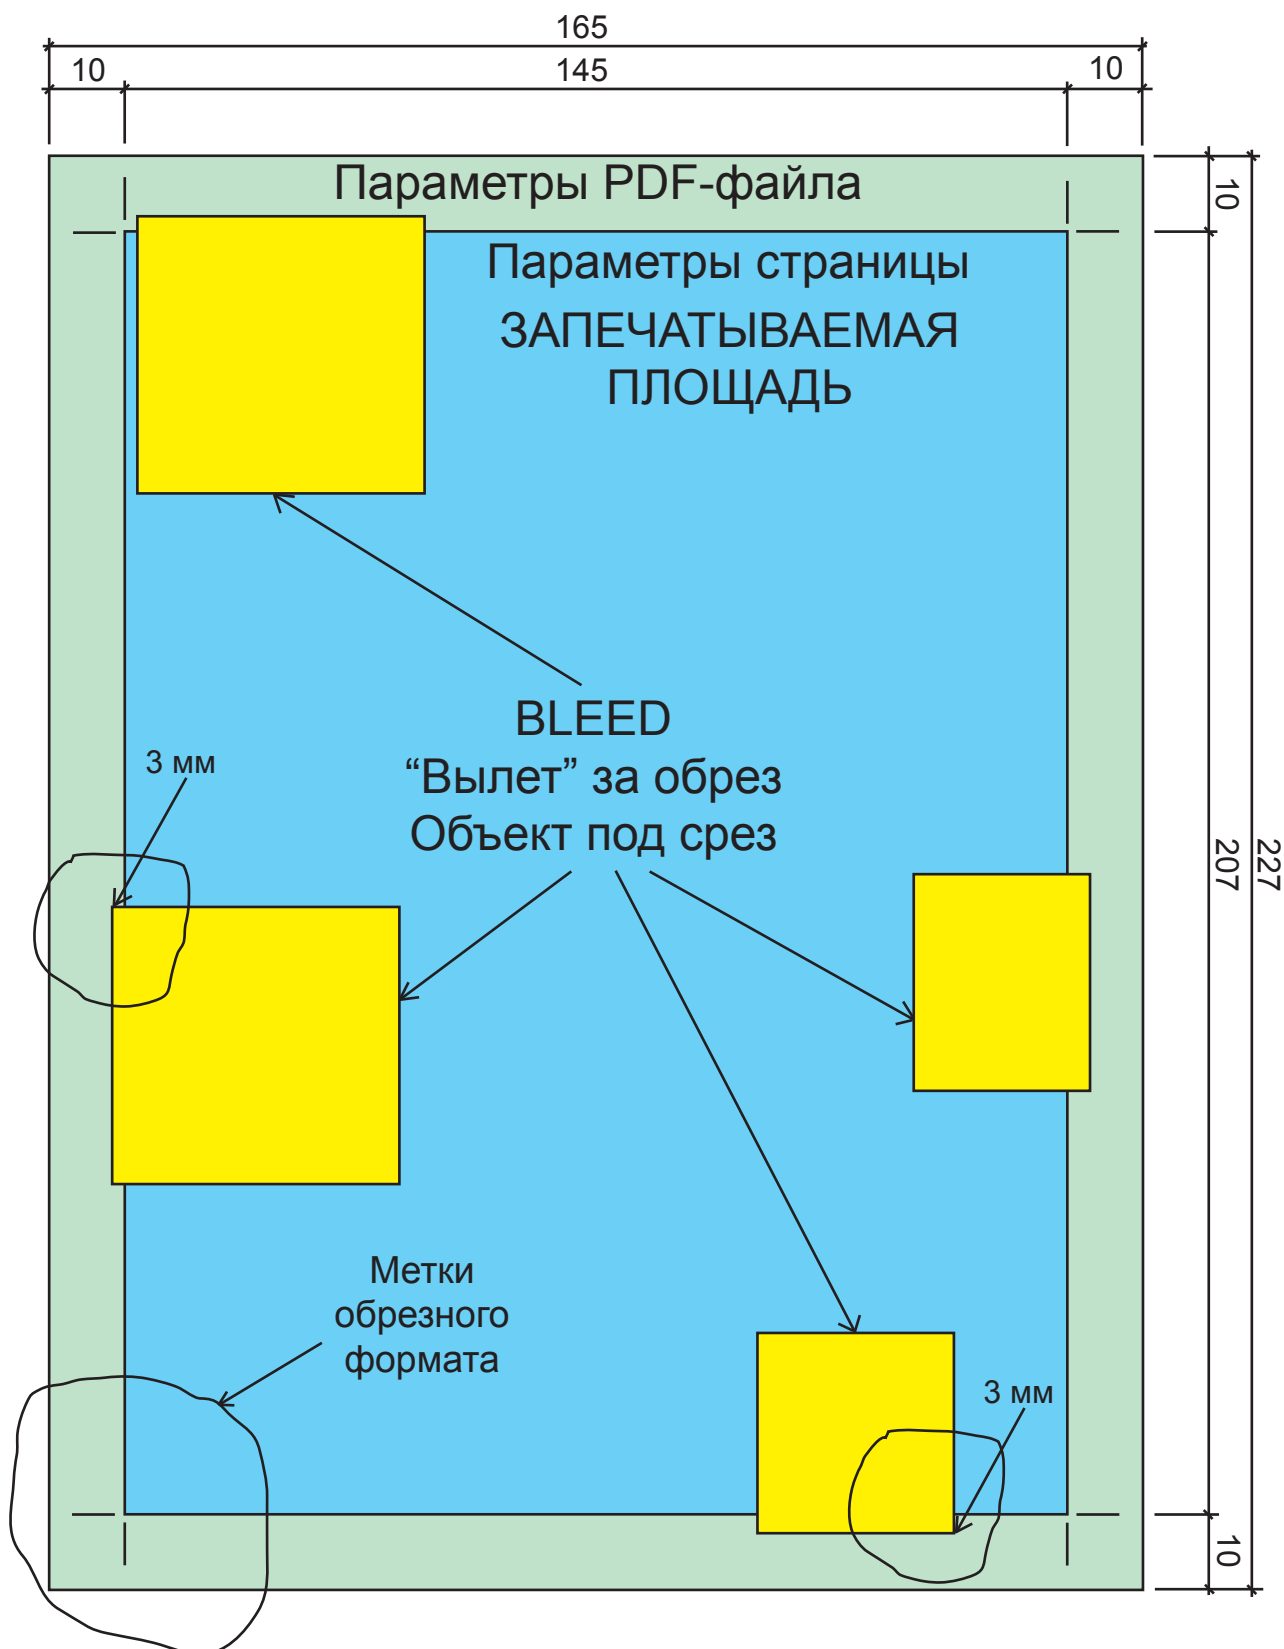 165
10
145
10
Параметры PDF-файла
10
Параметры страницы
ЗАПЕЧАТЫВАЕМАЯ
ПЛОЩАДЬ
BLEED
“Вылет” за обрез
Объект под срез
3 мм
207
227
Метки
обрезного
формата
3 мм
10